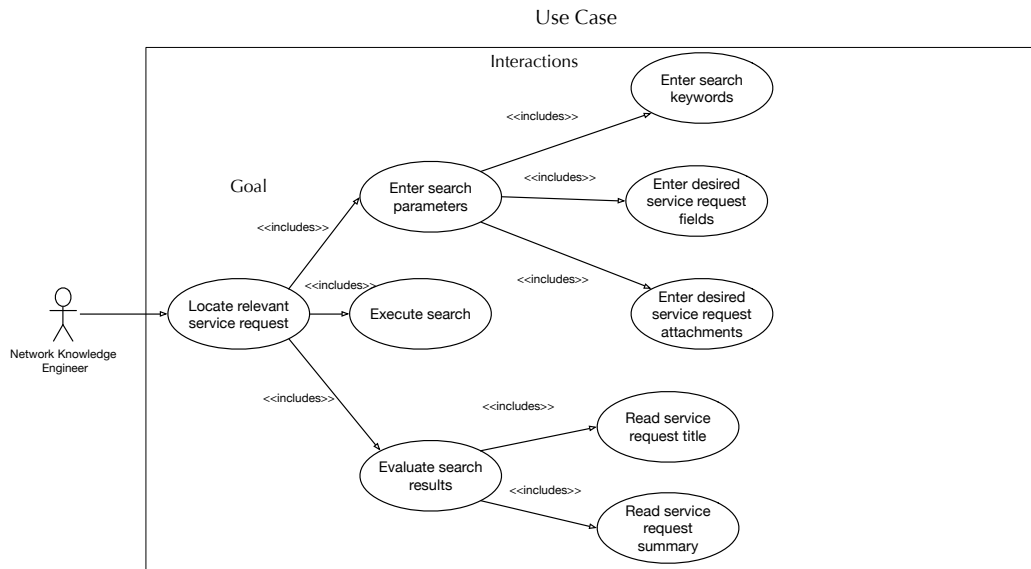 Use Case
Interactions
Enter search
keywords
<<includes>>
Goal
Enter search
parameters
<<includes>>
Enter desired
service request
fields
<<includes>>
<<includes>>
<<includes>>
Enter desired
service request
attachments
Locate relevant
service request
Execute search
Network Knowledge
Engineer
<<includes>>
<<includes>>
Read service
request title
Evaluate search
results
<<includes>>
Read service
request
summary